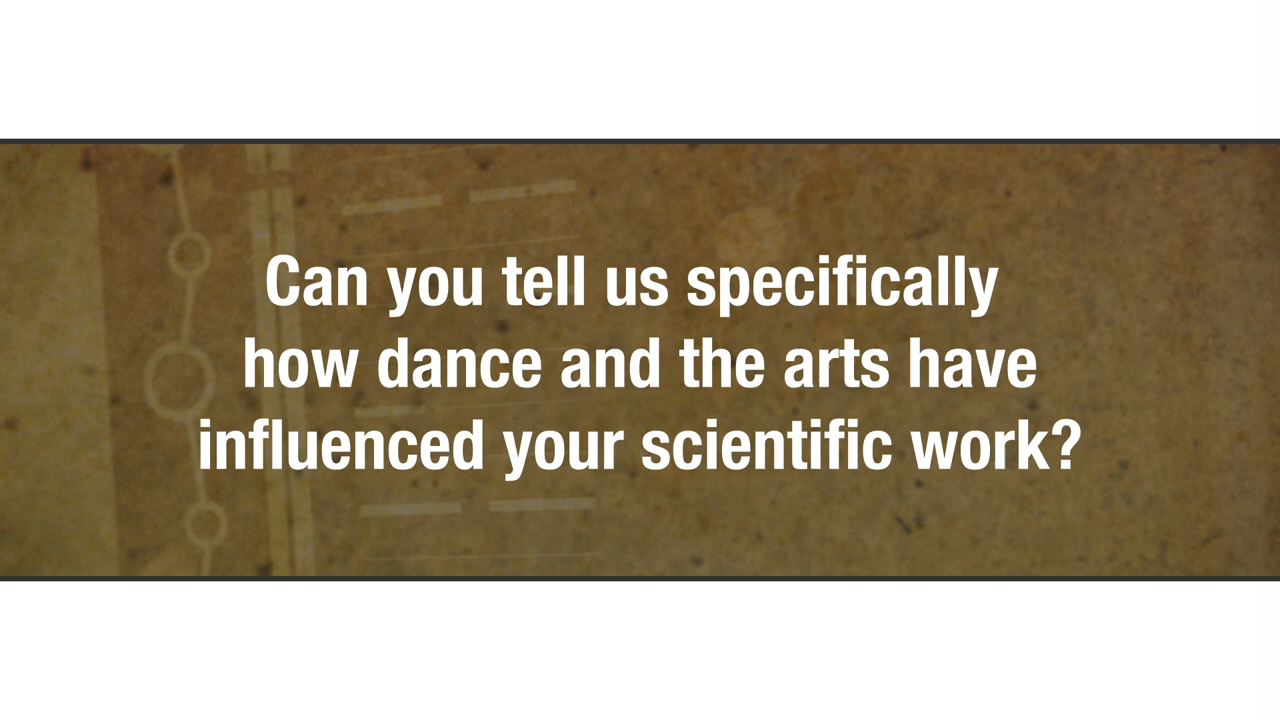 Can you tell us specifically
how dance and the arts have
influenced your scientific work?